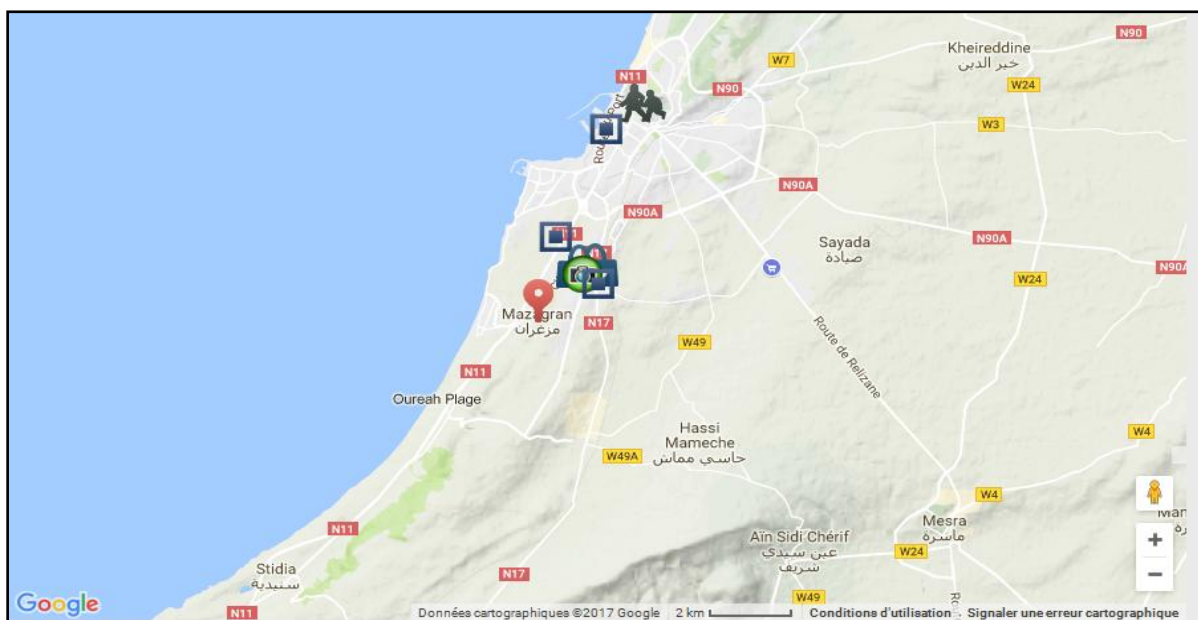 N90
Kheireddine
خير الدين
W7
N11
N90
W24
W3
N90A
N90A
Sayada
صيادة
N90A
W24
Mazagran
مزغران
N17
W49
Route de Relizane
N11
Oureah Plage
Hassi
Mameche
حاسي مماش
W4
W49A
W4
Mesra
ماسرة
N11
Aïn Sidi Chérif
عين سيدي
شريف
W24
Stidia
ستيدية
N17
W49
N11
Google
Données cartographiques ©2017 Google
2 km
Conditions d'utilisation
Signaler une erreur cartographique